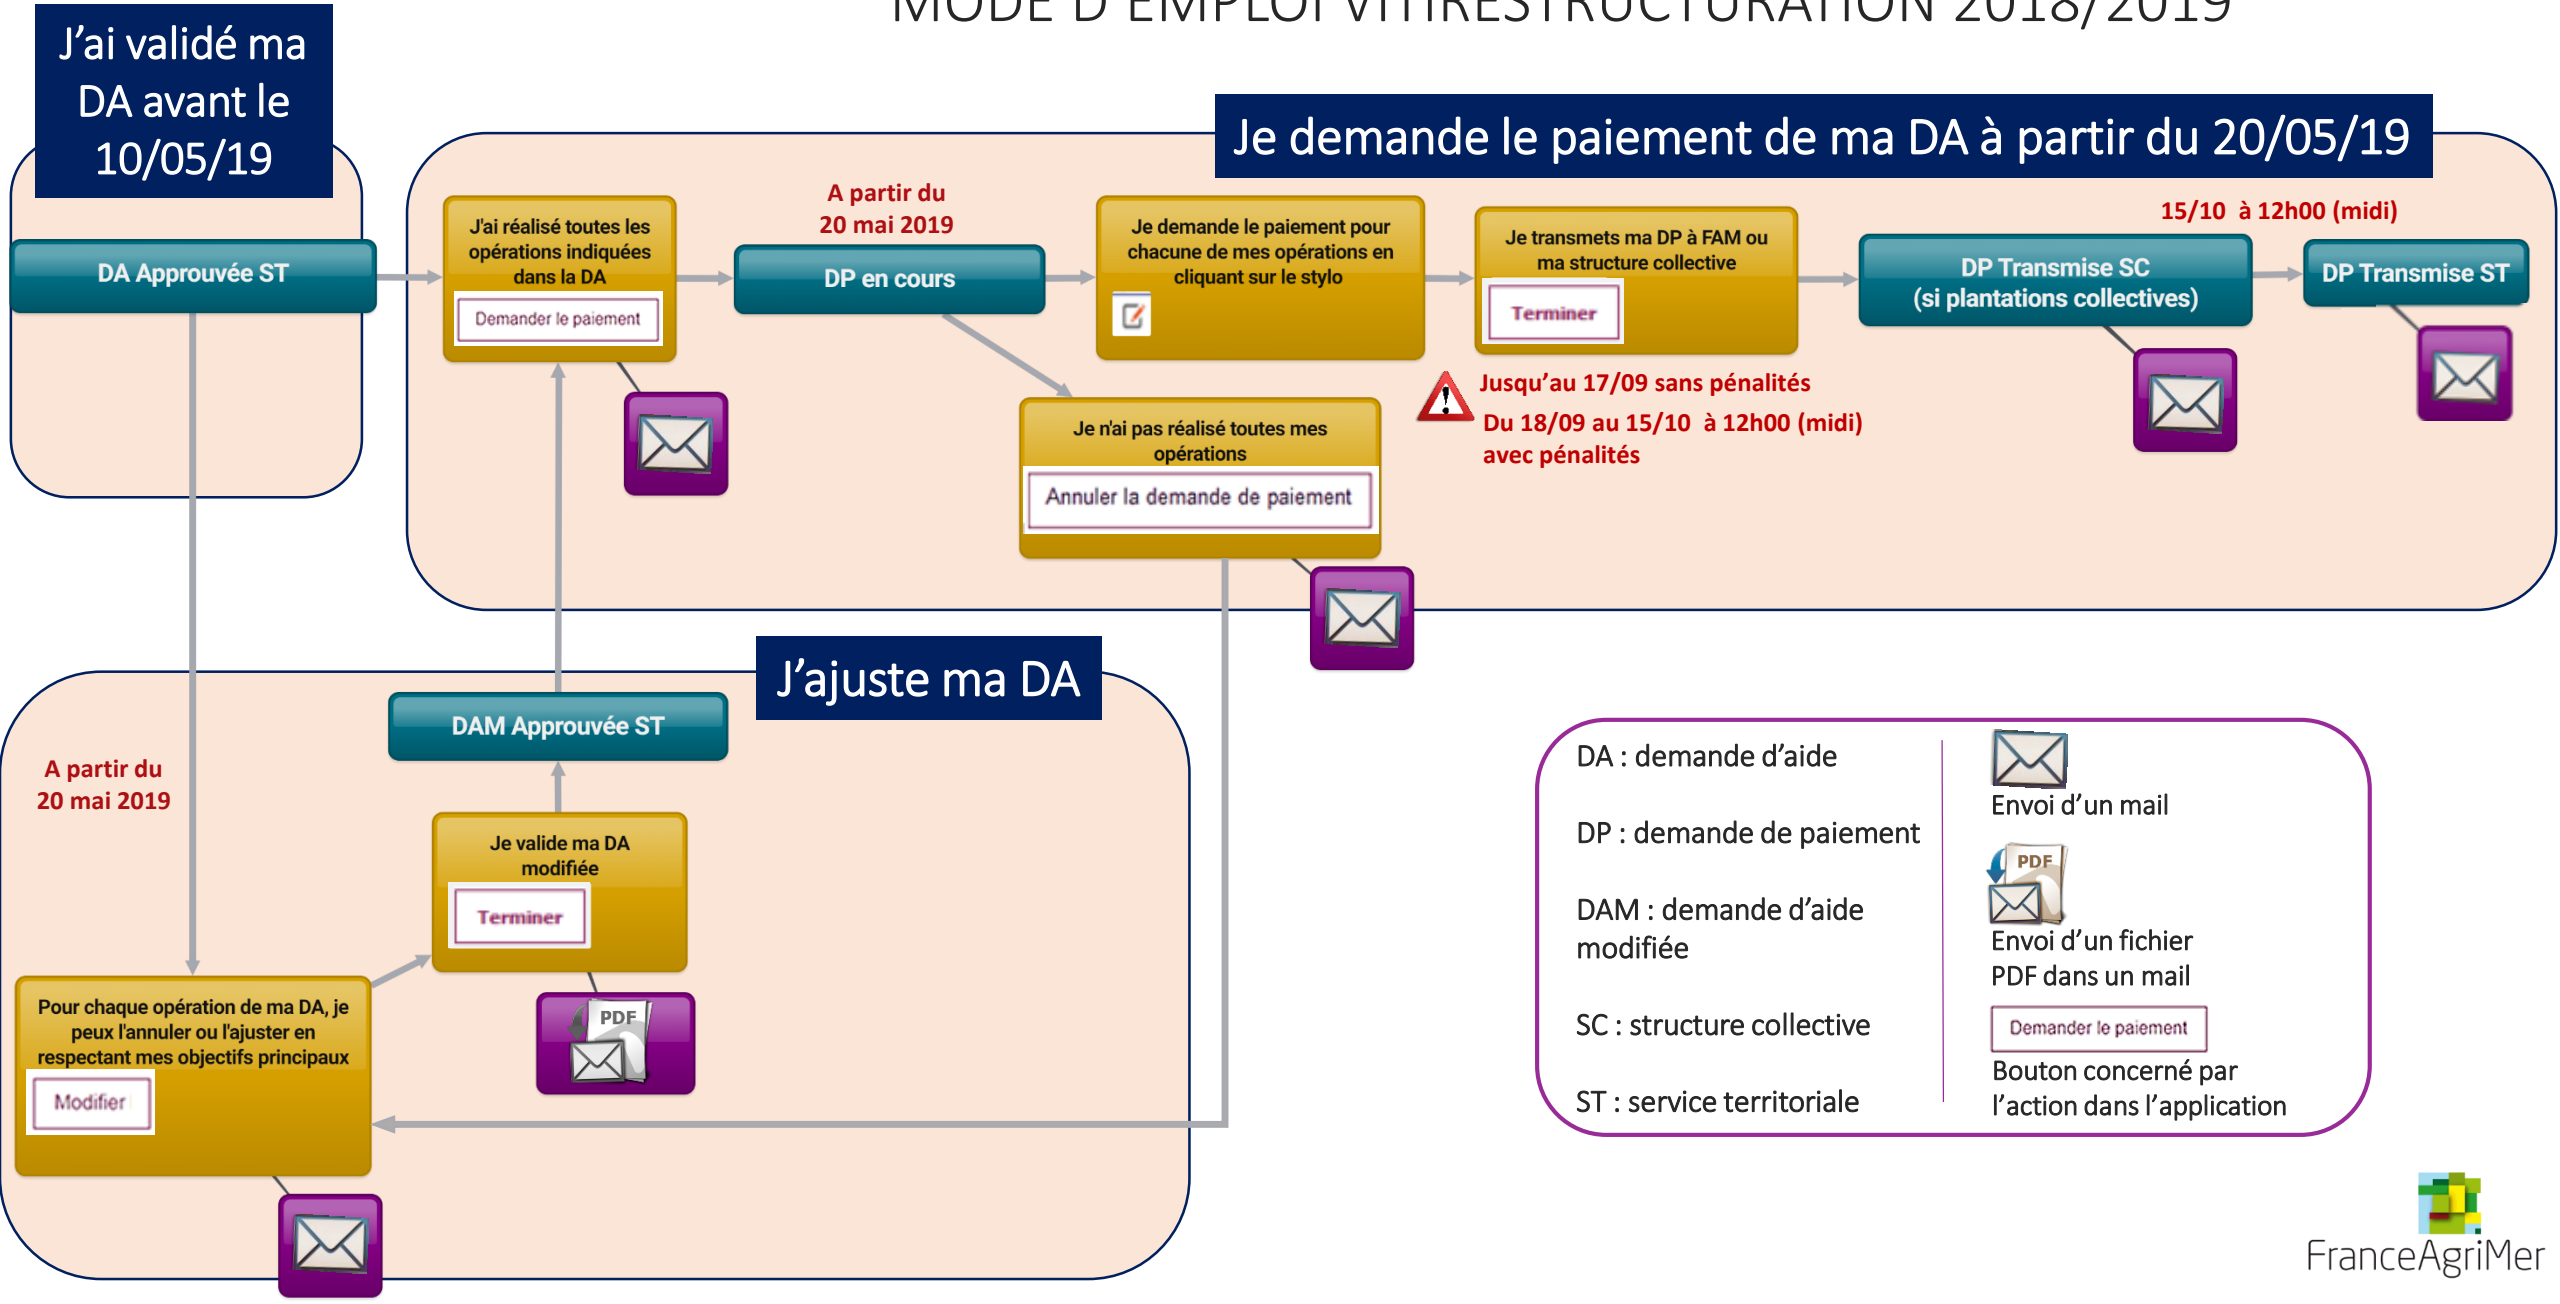 MODE D'EMPLOI VITIRESTRUCTURATION 2018/2019
J'ai validé ma
DA avant le
10/05/19
Je demande le paiement de ma DA à partir du 20/05/19
DA Approuvée ST
J'ai réalisé toutes les
opérations indiquées
dans la DA
Demander le paiement
A partir du
20 mai 2019
DP en cours
Je demande le paiement pour
chacune de mes opérations en
cliquant sur le stylo
Je transmets ma DP à FAM ou
ma structure collective
Terminer
DP Transmise SC
(si plantations collectives)
15/10 à 12h00 (midi)
DP Transmise ST
Jusqu'au 17/09 sans pénalités
Du 18/09 au 15/10 à 12h00 (midi)
avec pénalités
Je n'ai pas réalisé toutes mes
opérations
Annuler la demande de paiement
J'ajuste ma DA
DAM Approuvée ST
A partir du
20 mai 2019
Je valide ma DA
modifiée
Terminer
PDF
Pour chaque opération de ma DA, je
peux l'annuler ou l'ajuster en
respectant mes objectifs principaux
Modifier
DA : demande d'aide
DP : demande de paiement
DAM : demande d'aide
modifiée
SC : structure collective
ST : service territoriale
Envoi d'un mail
PDF
Envoi d'un fichier
PDF dans un mail
Demander le paiement
Bouton concerné par
l'action dans l'application
FranceAgriMer